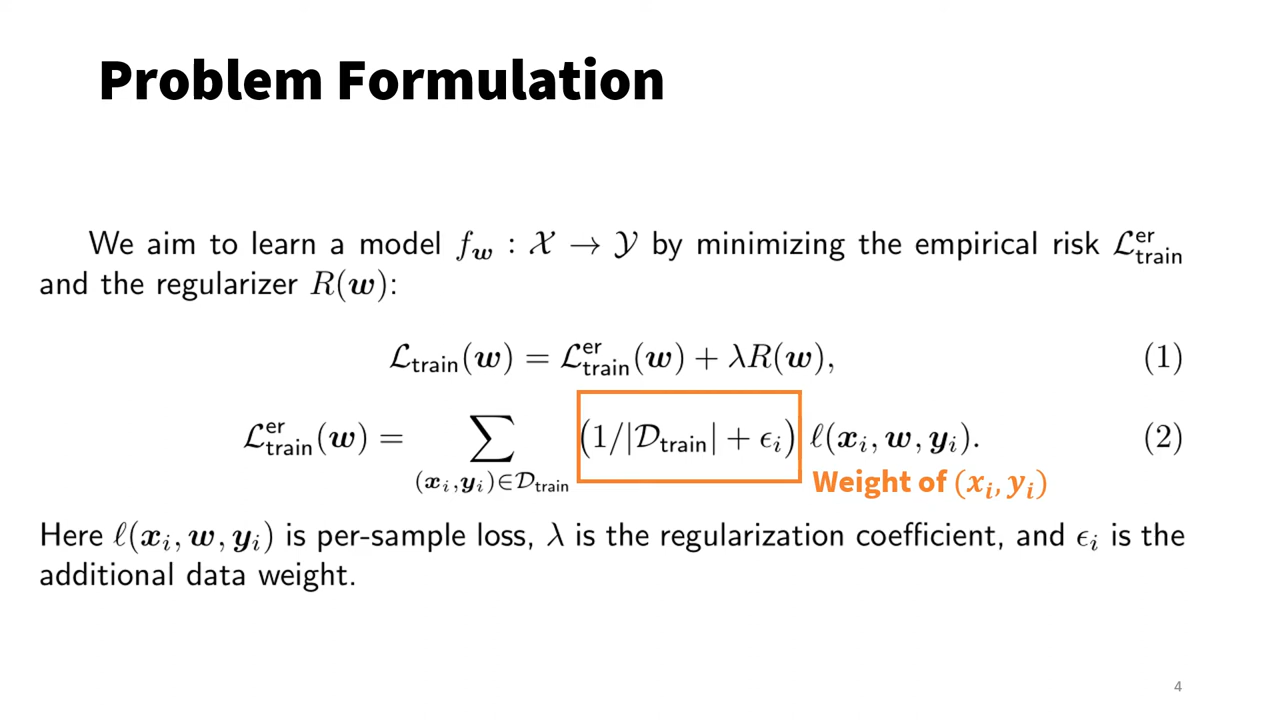 Problem Formulation
We aim to learn a model f_𝒘 : 𝒳 → 𝒴 by minimizing the empirical risk ℒ^er_train
and the regularizer R(𝒘):
ℒ_train(𝒘) = ℒ^er_train(𝒘) + λR(𝒘), (1)
ℒ^er_train(𝒘) = ∑_{(𝒙_i,𝒚_i)∈𝒟_train} (1/|𝒟_train| + ϵ_i) ℓ(𝒙_i, 𝒘, 𝒚_i). (2)
Weight of (𝒙_i, 𝒚_i)
Here ℓ(𝒙_i, 𝒘, 𝒚_i) is per-sample loss, λ is the regularization coefficient, and ϵ_i is the
additional data weight.
4